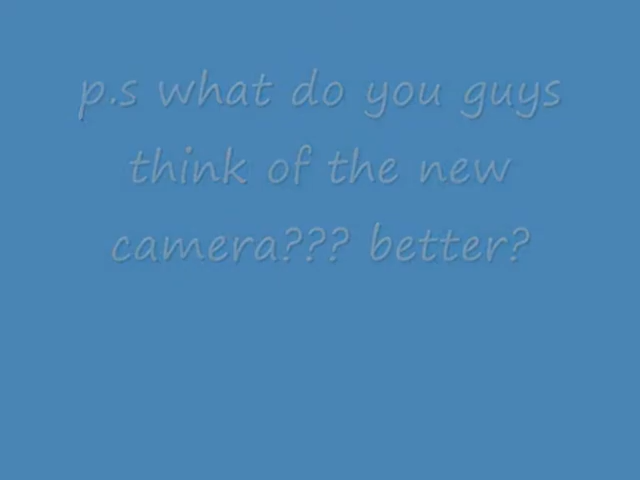 p.s what do you guys
think of the new
camera??? better?